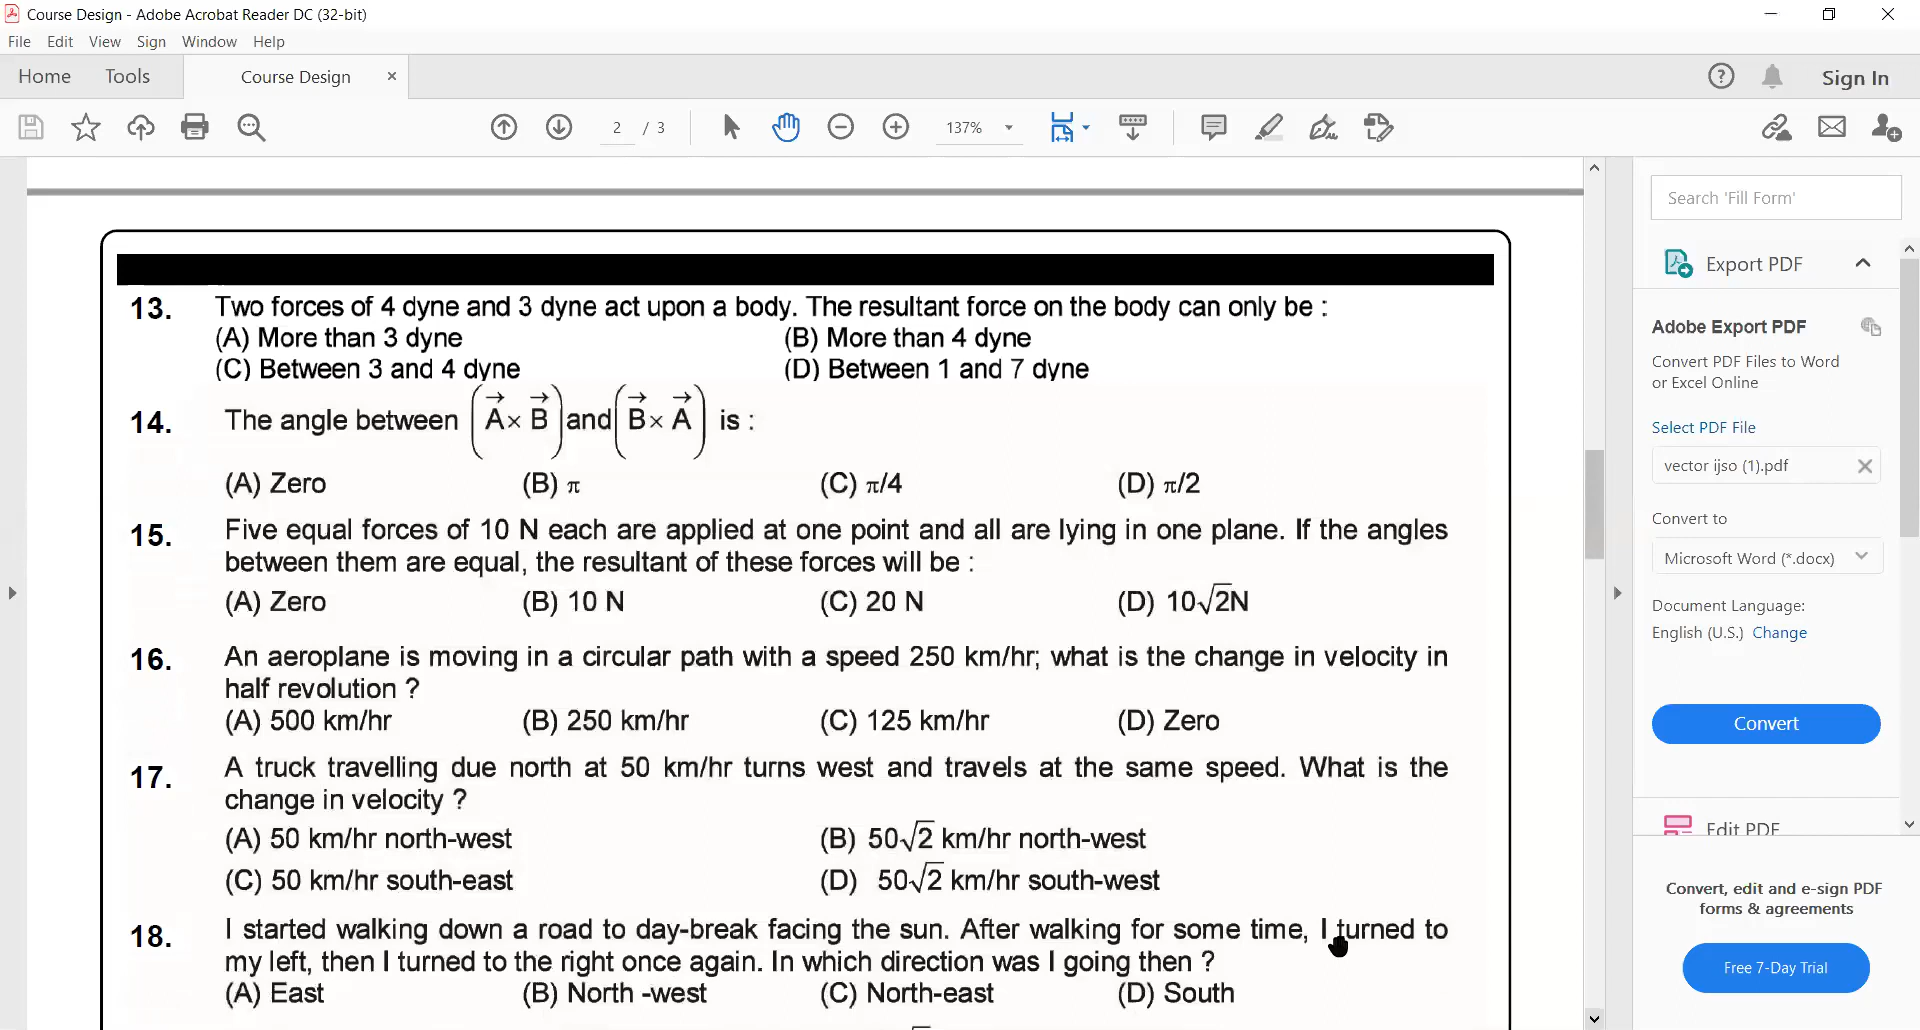 Course Design - Adobe Acrobat Reader DC (32-bit)
File Edit View Sign Window Help
Home Tools Course Design × Sign In
2 / 3 137%
Search 'Fill Form'
Export PDF
Adobe Export PDF
Convert PDF Files to Word
or Excel Online
Select PDF File
vector ijso (1).pdf
Convert to
Microsoft Word (*.docx)
Document Language:
English (U.S.) Change
Convert
Edit PDF
Convert, edit and e-sign PDF
forms & agreements
Free 7-Day Trial
13. Two forces of 4 dyne and 3 dyne act upon a body. The resultant force on the body can only be :
(A) More than 3 dyne (B) More than 4 dyne
(C) Between 3 and 4 dyne (D) Between 1 and 7 dyne
14. The angle between (A⃗ × B⃗) and (B⃗ × A⃗) is :
(A) Zero (B) π (C) π/4 (D) π/2
15. Five equal forces of 10 N each are applied at one point and all are lying in one plane. If the angles
between them are equal, the resultant of these forces will be :
(A) Zero (B) 10 N (C) 20 N (D) 10√2N
16. An aeroplane is moving in a circular path with a speed 250 km/hr; what is the change in velocity in
half revolution ?
(A) 500 km/hr (B) 250 km/hr (C) 125 km/hr (D) Zero
17. A truck travelling due north at 50 km/hr turns west and travels at the same speed. What is the
change in velocity ?
(A) 50 km/hr north-west (B) 50√2 km/hr north-west
(C) 50 km/hr south-east (D) 50√2 km/hr south-west
18. I started walking down a road to day-break facing the sun. After walking for some time, I turned to
my left, then I turned to the right once again. In which direction was I going then ?
(A) East (B) North -west (C) North-east (D) South